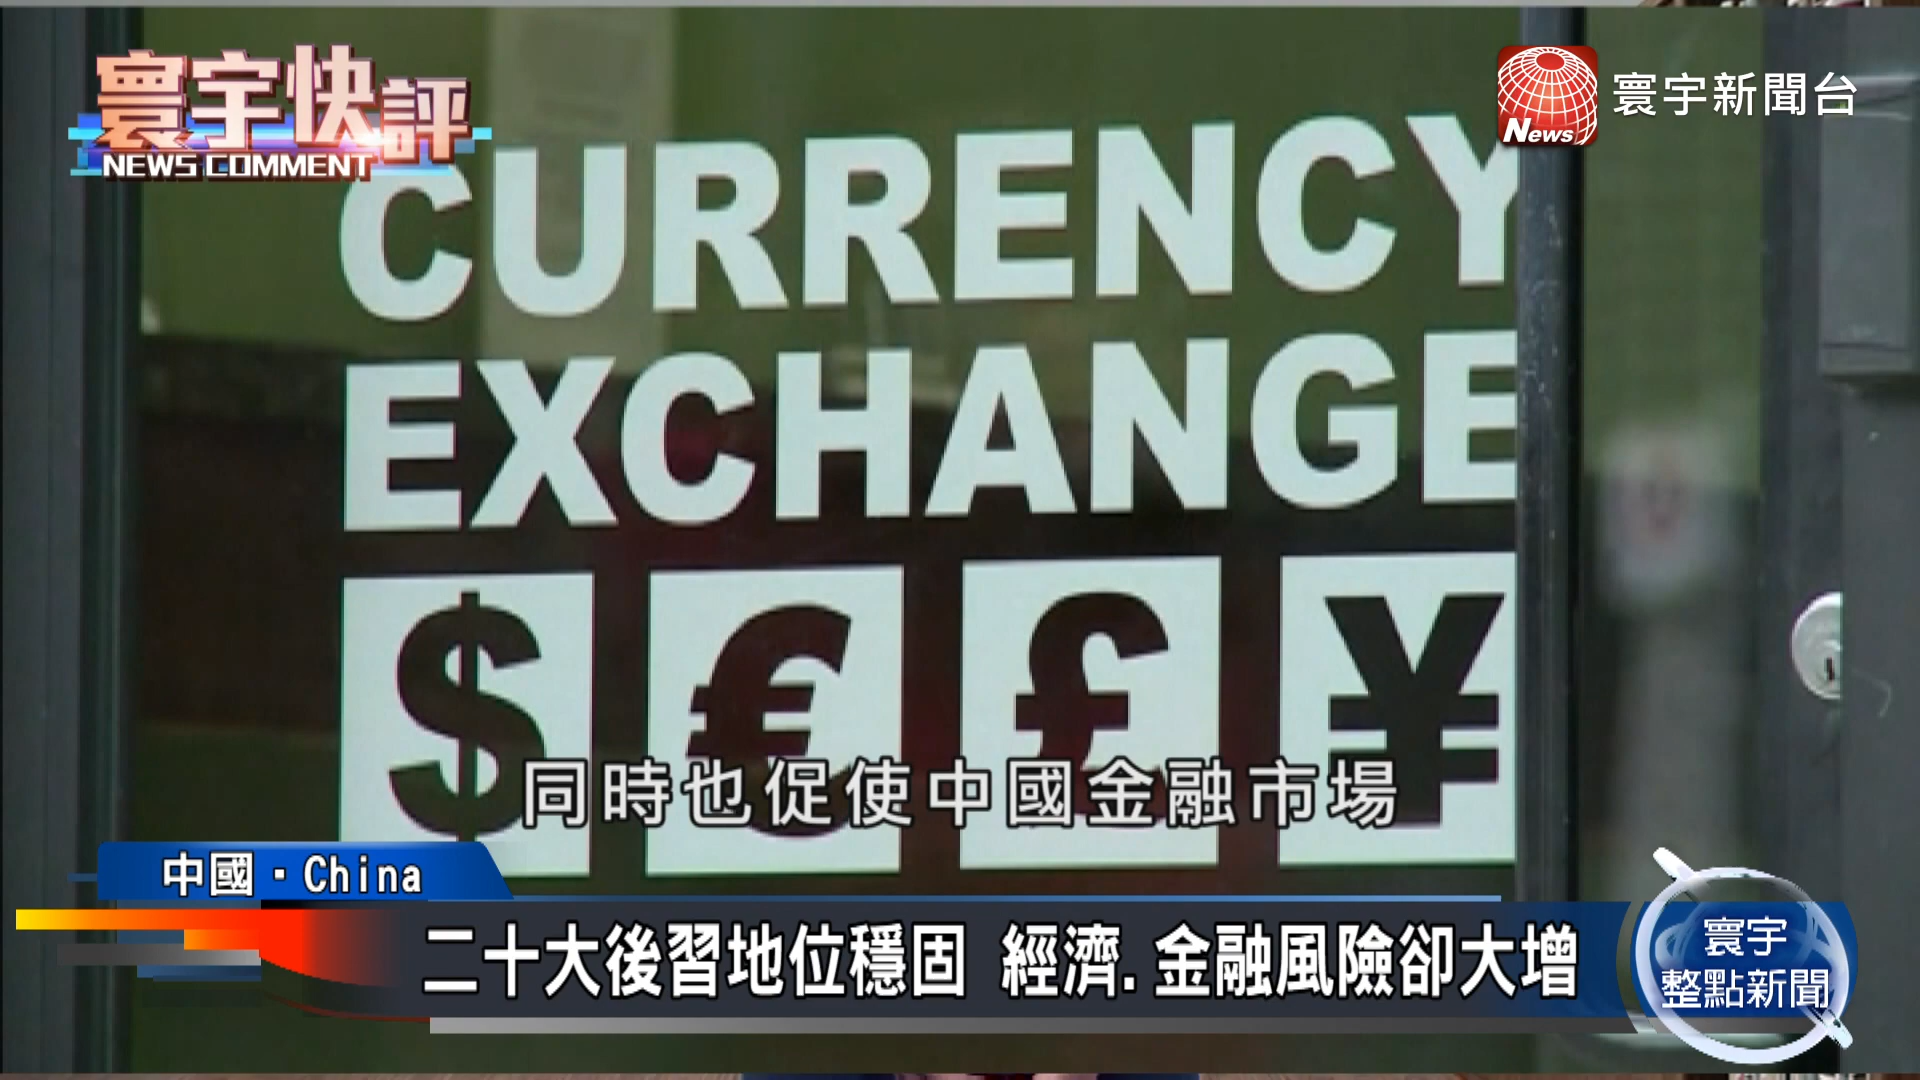 寰宇快評
NEWS COMMENT
News
寰宇新聞台
CURRENCY
EXCHANGE
$ € £ ¥
同時也促使中國金融市場
中國·China
二十大後習地位穩固 經濟.金融風險卻大增
寰宇
整點新聞